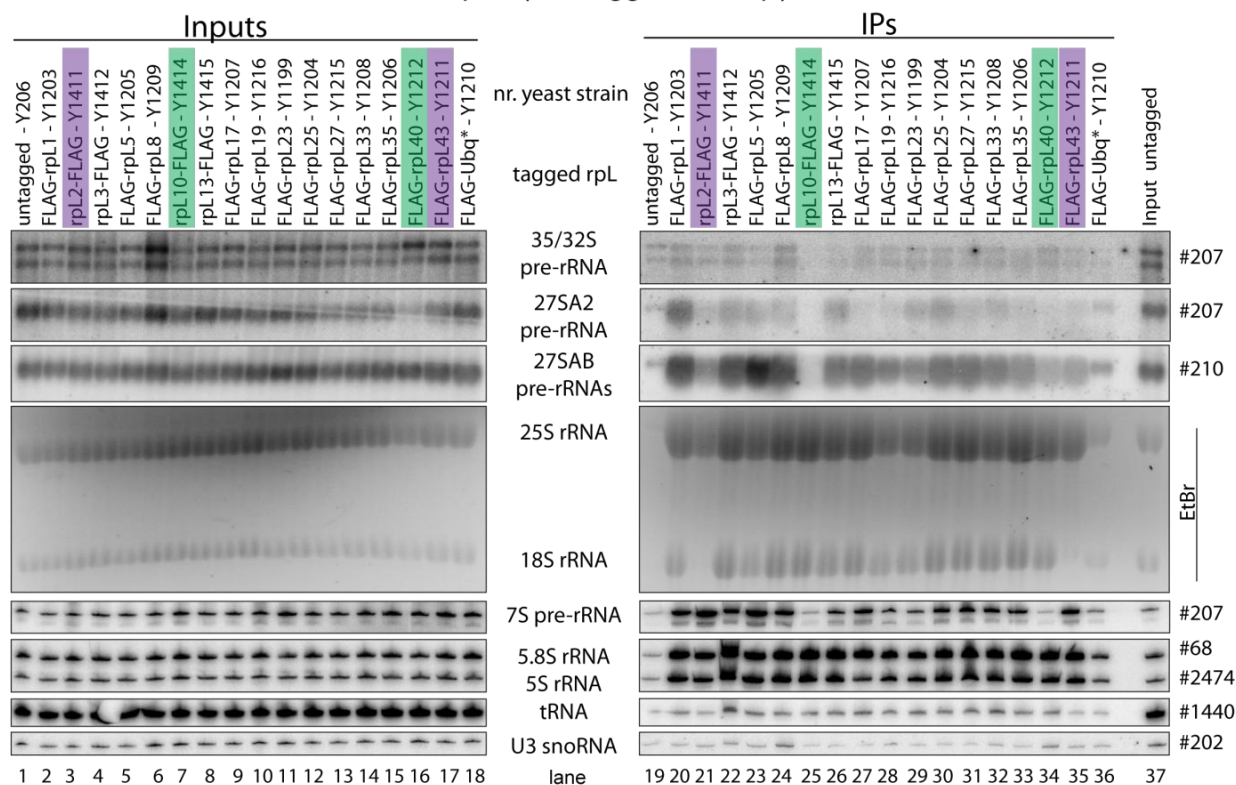 Inputs
IPs
untagged - Y206
FLAG-rpL1 - Y1203
rpL2-FLAG - Y1411
rpL3-FLAG - Y1412
FLAG-rpL5 - Y1205
FLAG-rpL8 - Y1209
rpL10-FLAG - Y1414
rpL13-FLAG - Y1415
FLAG-rpL17 - Y1207
FLAG-rpL19 - Y1216
FLAG-rpL23 - Y1199
FLAG-rpL25 - Y1204
FLAG-rpL27 - Y1215
FLAG-rpL33 - Y1208
FLAG-rpL35 - Y1206
FLAG-rpL40 - Y1212
FLAG-rpL43 - Y1211
FLAG-Ubq* - Y1210
nr. yeast strain
tagged rpL
untagged - Y206
FLAG-rpL1 - Y1203
rpL2-FLAG - Y1411
rpL3-FLAG - Y1412
FLAG-rpL5 - Y1205
FLAG-rpL8 - Y1209
rpL10-FLAG - Y1414
rpL13-FLAG - Y1415
FLAG-rpL17 - Y1207
FLAG-rpL19 - Y1216
FLAG-rpL23 - Y1199
FLAG-rpL25 - Y1204
FLAG-rpL27 - Y1215
FLAG-rpL33 - Y1208
FLAG-rpL35 - Y1206
FLAG-rpL40 - Y1212
FLAG-rpL43 - Y1211
FLAG-Ubq* - Y1210
Input untagged
35/32S
pre-rRNA
#207
27SA2
pre-rRNA
#207
27SAB
pre-rRNAs
#210
25S rRNA
18S rRNA
EtBr
7S pre-rRNA
#207
5.8S rRNA
#68
5S rRNA
#2474
tRNA
#1440
U3 snoRNA
#202
1 2 3 4 5 6 7 8 9 10 11 12 13 14 15 16 17 18 lane 19 20 21 22 23 24 25 26 27 28 29 30 31 32 33 34 35 36 37